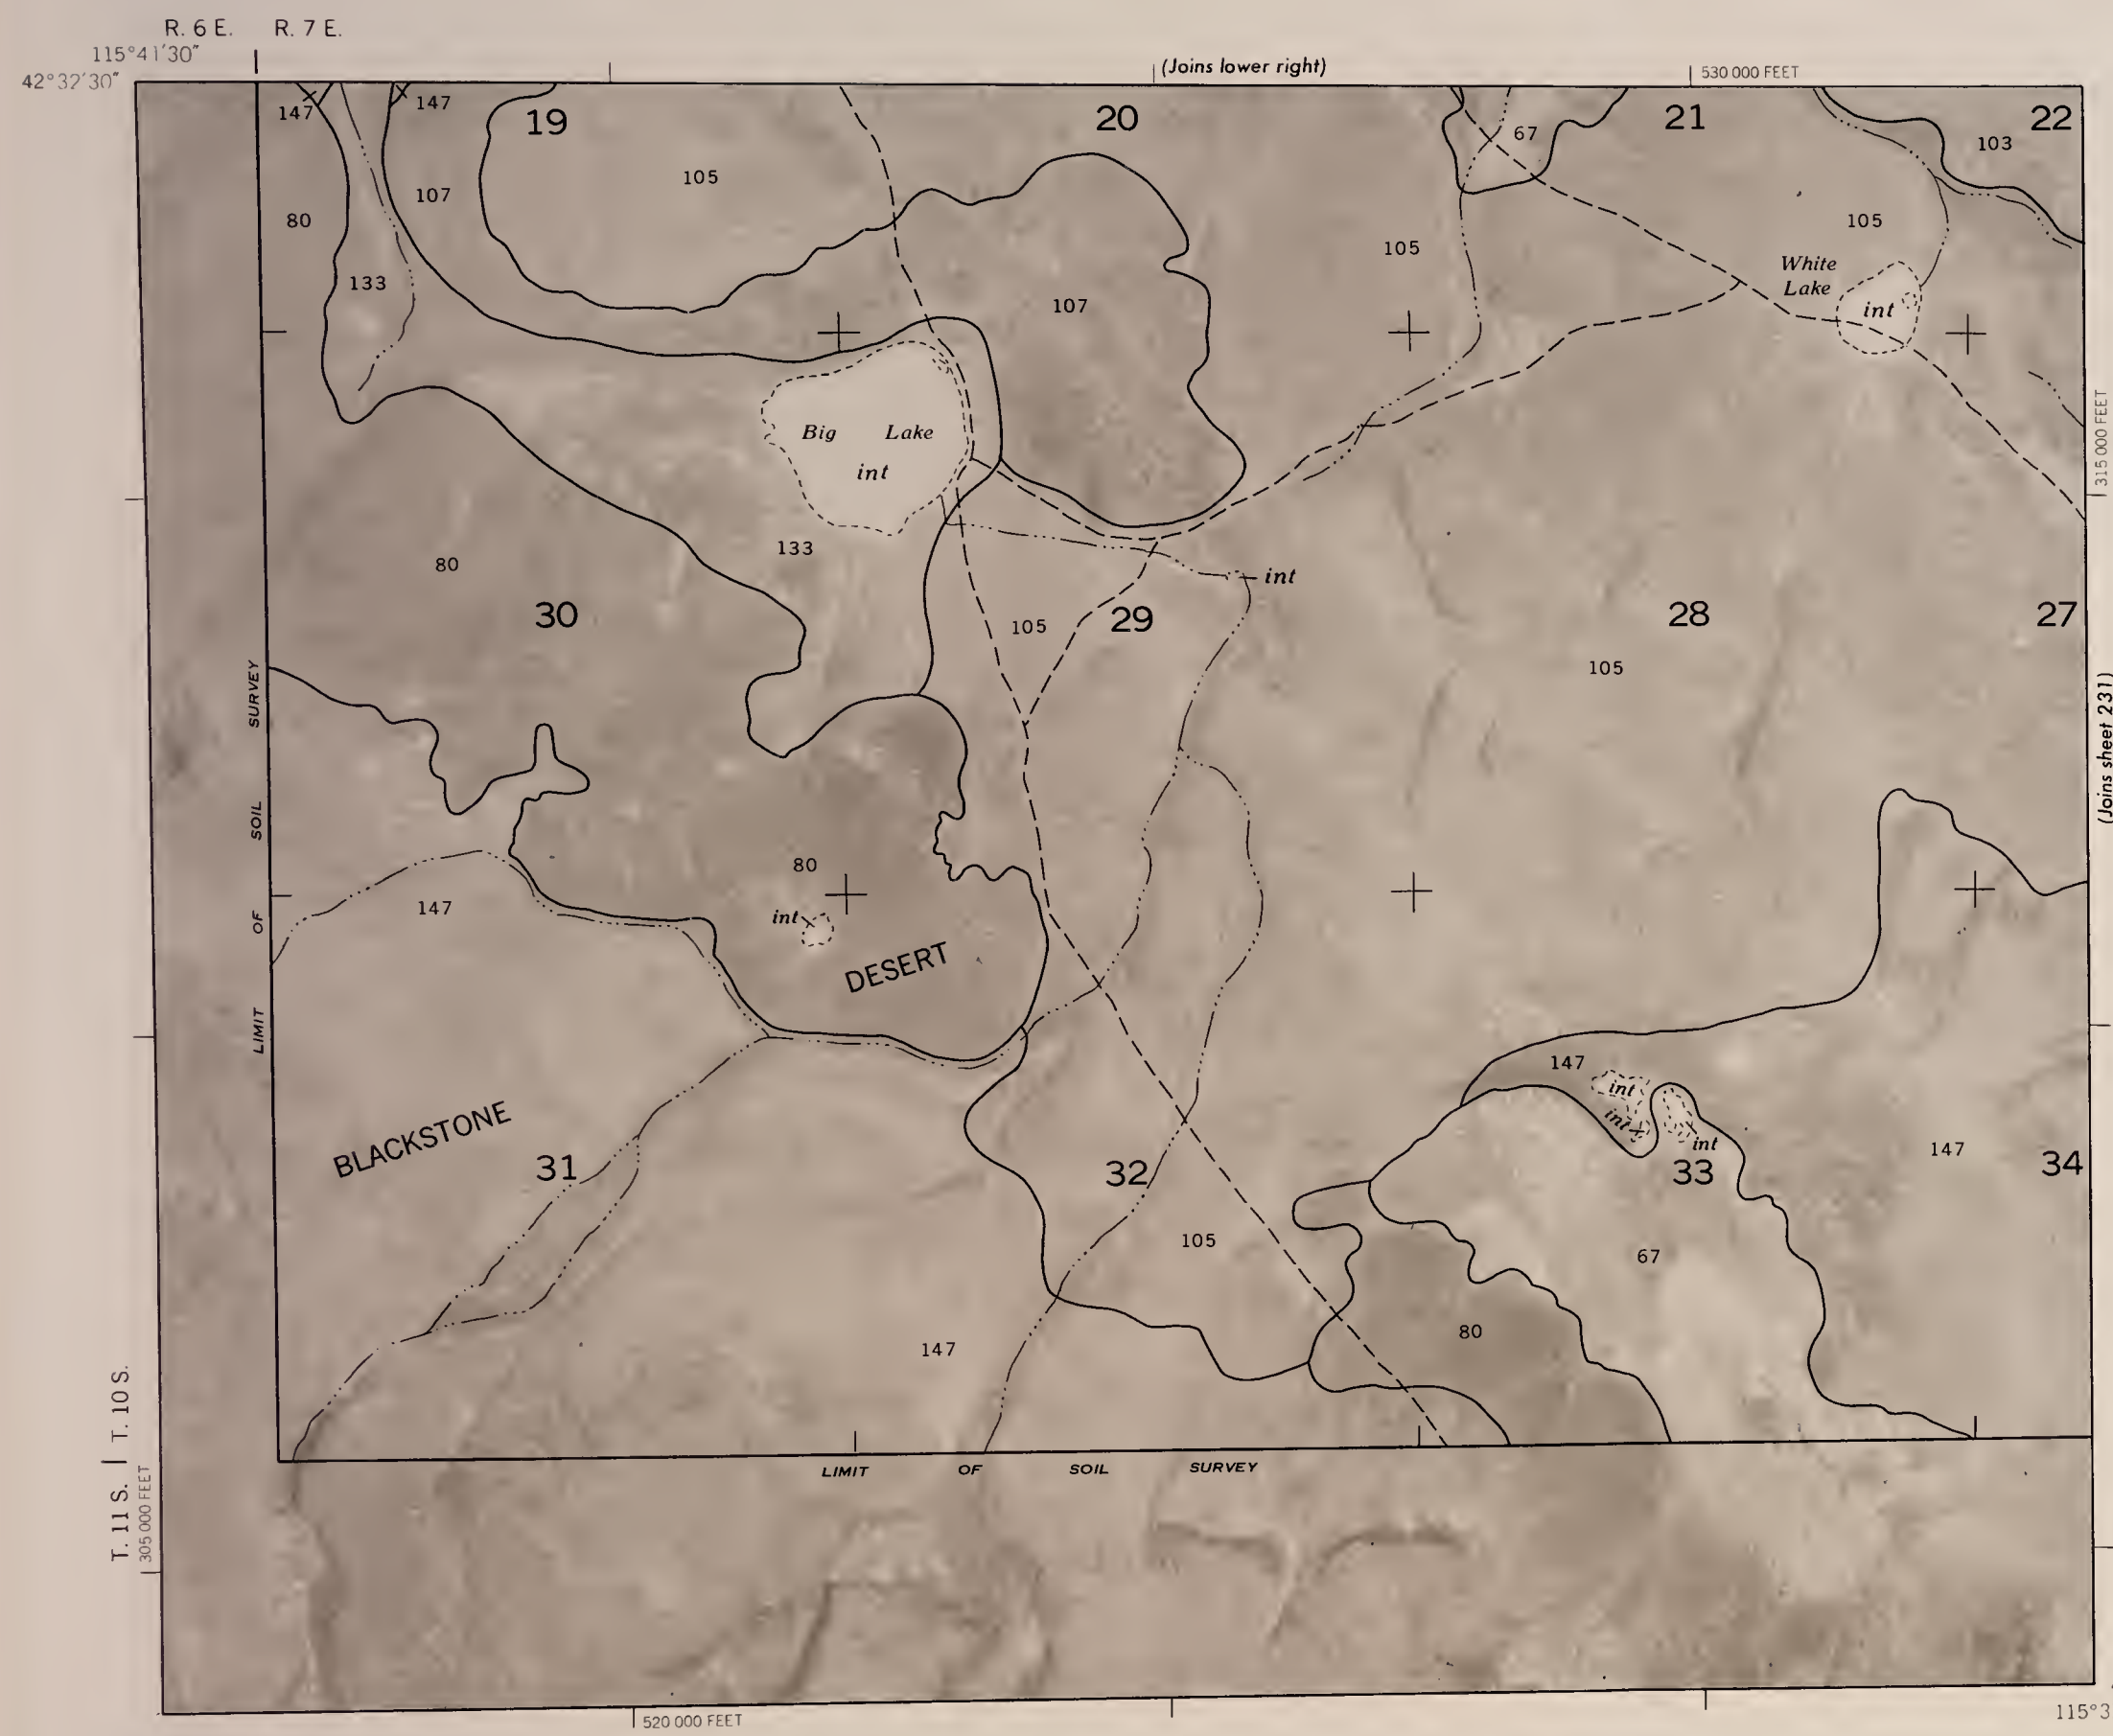 R. 6 E. R. 7 E.
115°41'30"
(Joins lower right)
530 000 FEET
42°32'30"
147
147
19
20
67
21
22
103
105
107
80
105
105
133
White
Lake
int
107
Big Lake
int
315 000 FEET
133
80
int
30
105
29
28
27
105
LIMIT OF SOIL SURVEY
(Joins sheet 231)
80
147
int
DESERT
147
int
int
int
BLACKSTONE
31
32
33
147
34
105
67
80
147
T. 11 S. | T. 10 S.
305 000 FEET
LIMIT OF SOIL SURVEY
520 000 FEET
115°3